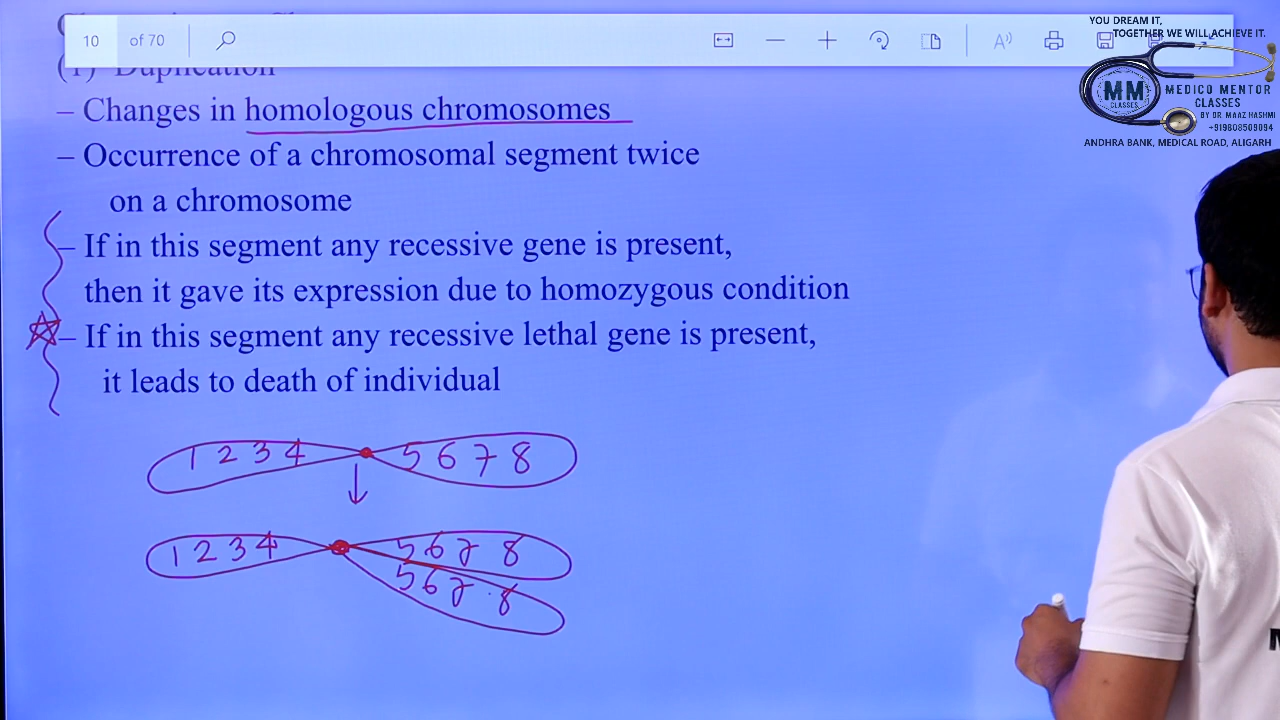 10 of 70
YOU DREAM IT,
TOGETHER WE WILL ACHIEVE IT.
MM
CLASSES
MEDICO MENTOR
CLASSES
BY DR. MAAZ HASHMI
+919808509094
ANDHRA BANK, MEDICAL ROAD, ALIGARH
(1) Duplication
– Changes in homologous chromosomes
– Occurrence of a chromosomal segment twice
on a chromosome
– If in this segment any recessive gene is present,
then it gave its expression due to homozygous condition
– If in this segment any recessive lethal gene is present,
it leads to death of individual
1 2 3 4 5 6 7 8
1 2 3 4 5 6 7 8
5 6 7 8